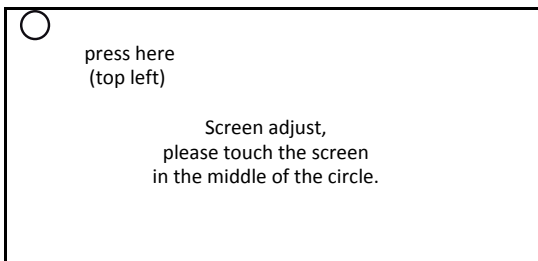 press here
(top left)
Screen adjust,
please touch the screen
in the middle of the circle.